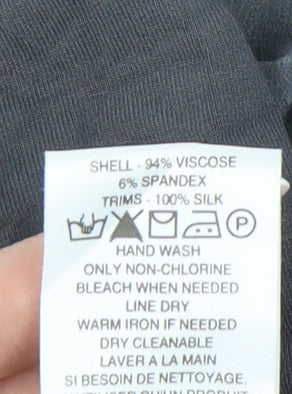 SHELL - 94% VISCOSE
6% SPANDEX
TRIMS - 100% SILK
P
HAND WASH
ONLY NON-CHLORINE
BLEACH WHEN NEEDED
LINE DRY
WARM IRON IF NEEDED
DRY CLEANABLE
LAVER A LA MAIN
SI BESOIN DE NETTOYAGE,